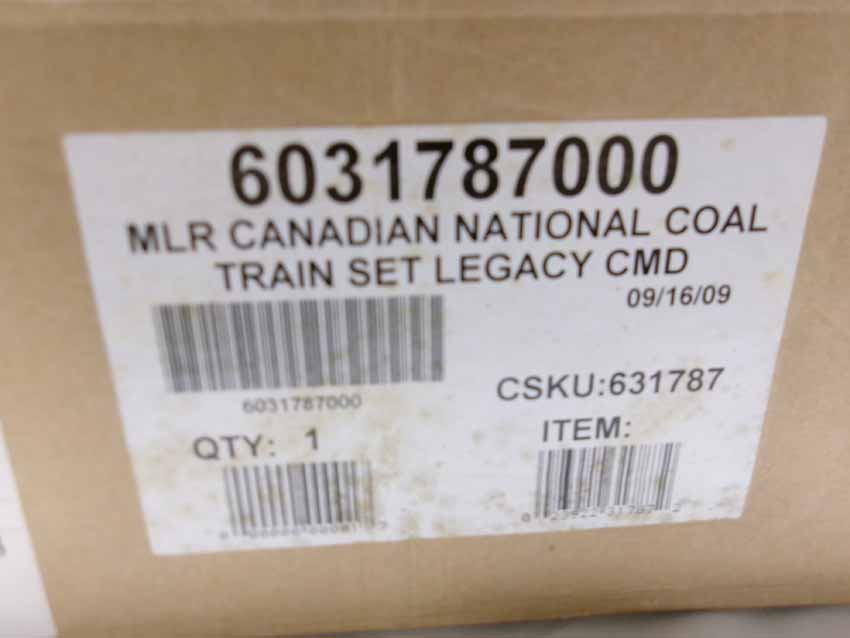 6031787000
MLR CANADIAN NATIONAL COAL
TRAIN SET LEGACY CMD
09/16/09
6031787000
CSKU:631787
QTY: 1
ITEM: